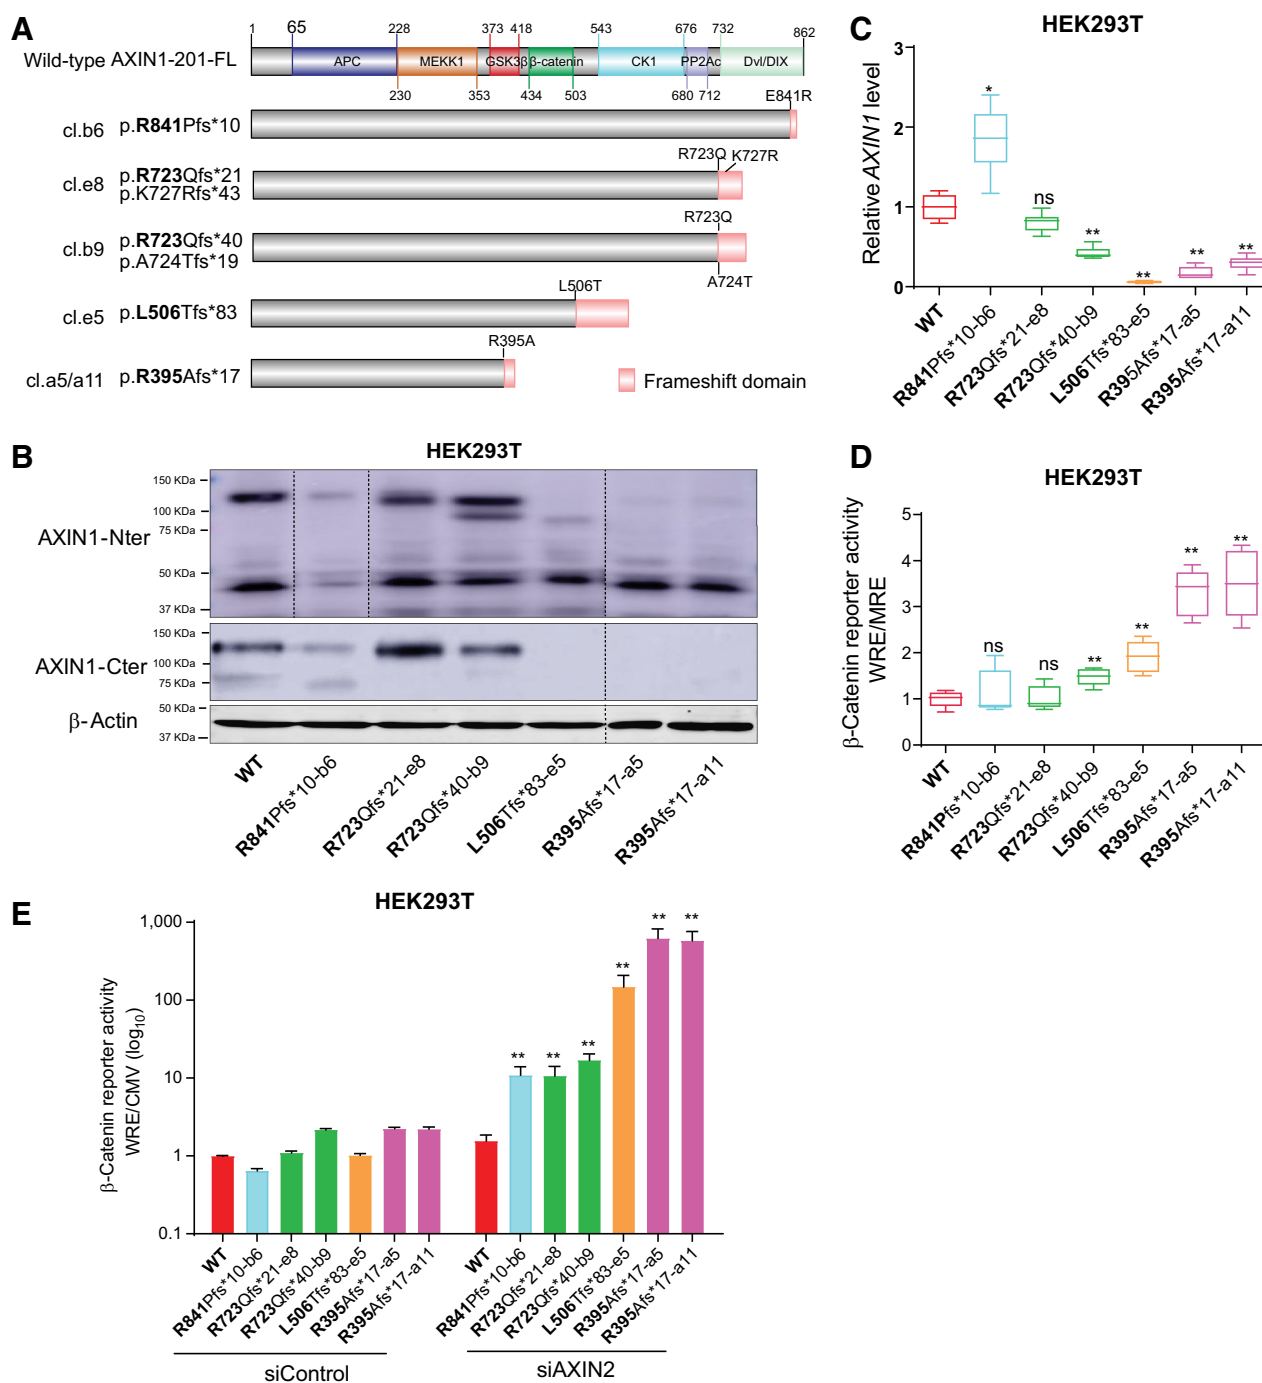 A
1 65 228 373 418 543 676 732 862
Wild-type AXIN1-201-FL
APC MEKK1 GSK3β β-catenin CK1 PP2Ac Dvl/DIX
230 353 434 503 680 712
E841R
cl.b6 p.R841Pfs*10
R723Q K727R
cl.e8 p.R723Qfs*21
p.K727Rfs*43
R723Q
cl.b9 p.R723Qfs*40
p.A724Tfs*19
A724T
L506T
cl.e5 p.L506Tfs*83
R395A
cl.a5/a11 p.R395Afs*17
Frameshift domain
B
HEK293T
AXIN1-Nter
150 KDa
100 KDa
75 KDa
50 KDa
37 KDa
AXIN1-Cter
150 KDa
100 KDa
75 KDa
β-Actin
50 KDa
37 KDa
WT
R841Pfs*10-b6
R723Qfs*21-e8
R723Qfs*40-b9
L506Tfs*83-e5
R395Afs*17-a5
R395Afs*17-a11
C
HEK293T
Relative AXIN1 level
3
2
1
0
* ns ** ** ** **
WT
R841Pfs*10-b6
R723Qfs*21-e8
R723Qfs*40-b9
L506Tfs*83-e5
R395Afs*17-a5
R395Afs*17-a11
D
HEK293T
β-Catenin reporter activity
WRE/MRE
5
4
3
2
1
0
ns ns ** ** ** **
WT
R841Pfs*10-b6
R723Qfs*21-e8
R723Qfs*40-b9
L506Tfs*83-e5
R395Afs*17-a5
R395Afs*17-a11
E
HEK293T
β-Catenin reporter activity
WRE/CMV (log10)
1,000
100
10
1
0.1
** ** ** ** ** **
WT
R841Pfs*10-b6
R723Qfs*21-e8
R723Qfs*40-b9
L506Tfs*83-e5
R395Afs*17-a5
R395Afs*17-a11
siControl
WT
R841Pfs*10-b6
R723Qfs*21-e8
R723Qfs*40-b9
L506Tfs*83-e5
R395Afs*17-a5
R395Afs*17-a11
siAXIN2